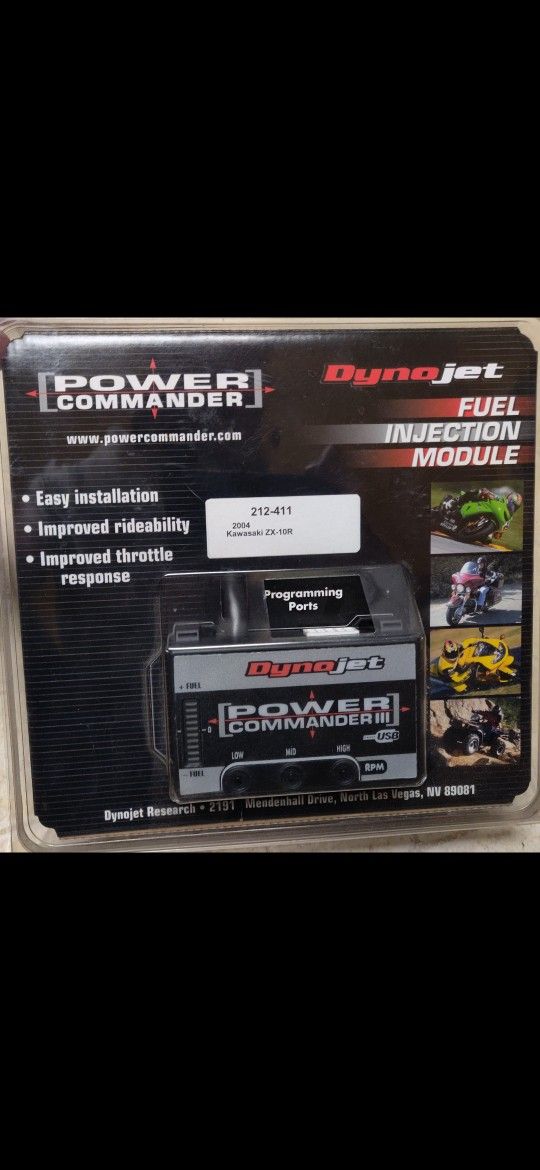 POWER
COMMANDER
www.powercommander.com
Dynojet
FUEL
INJECTION
MODULE
• Easy installation
• Improved rideability
• Improved throttle
response
212-411
2004
Kawasaki ZX-10R
Programming
Ports
Dynojet
+ FUEL
POWER
COMMANDER III
USB
0
LOW MID HIGH
RPM
- FUEL
Dynojet Research • 2191 Mendenhall Drive, North Las Vegas, NV 89081